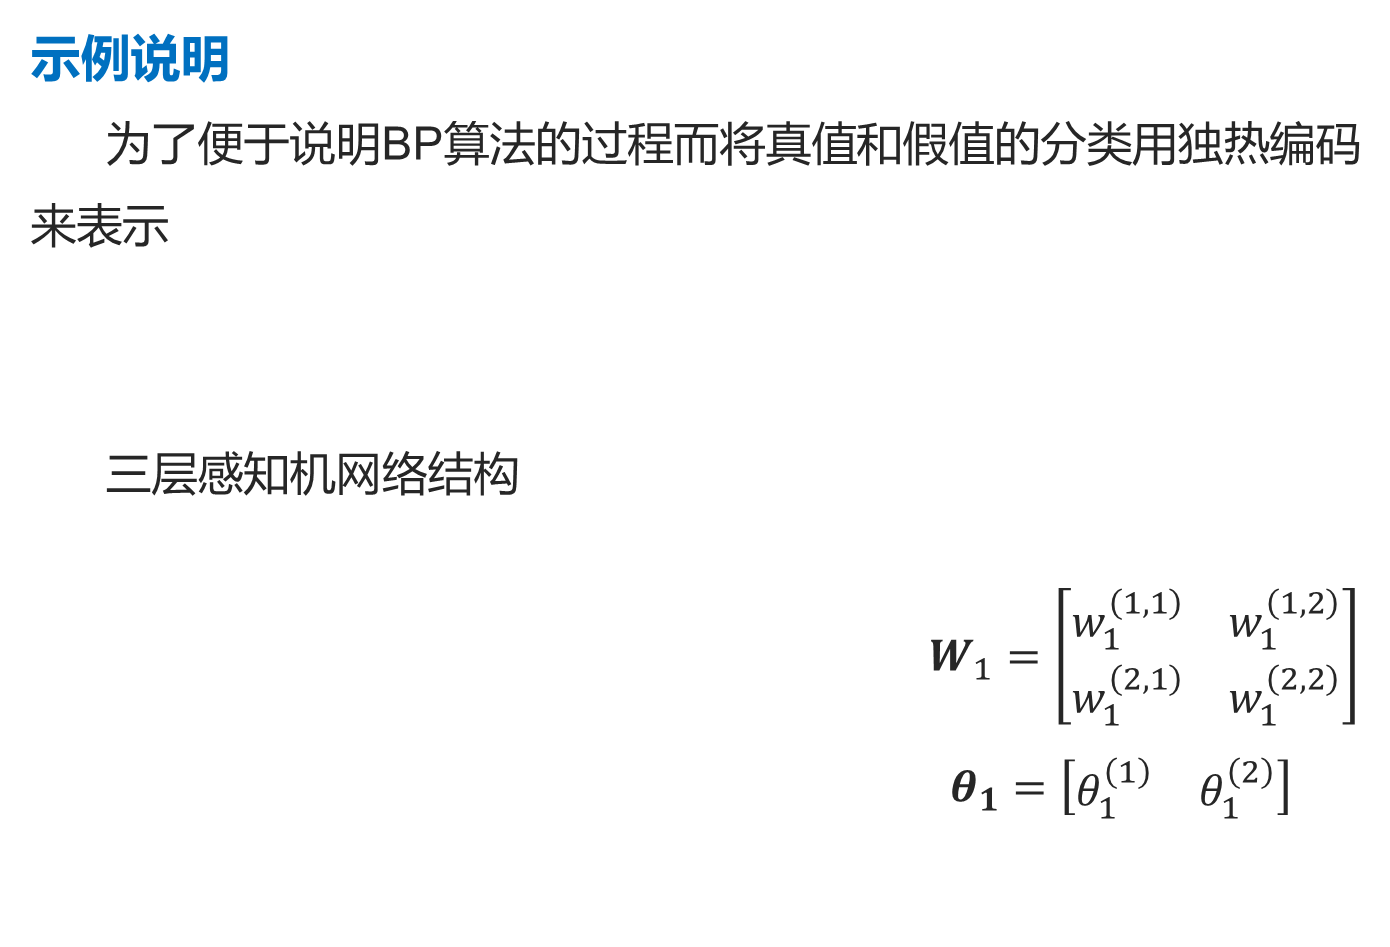 示例说明
为了便于说明BP算法的过程而将真值和假值的分类用独热编码
来表示
三层感知机网络结构
W₁ = [w₁^(1,1) w₁^(1,2)
w₁^(2,1) w₁^(2,2)]
θ₁ = [θ₁^(1) θ₁^(2)]